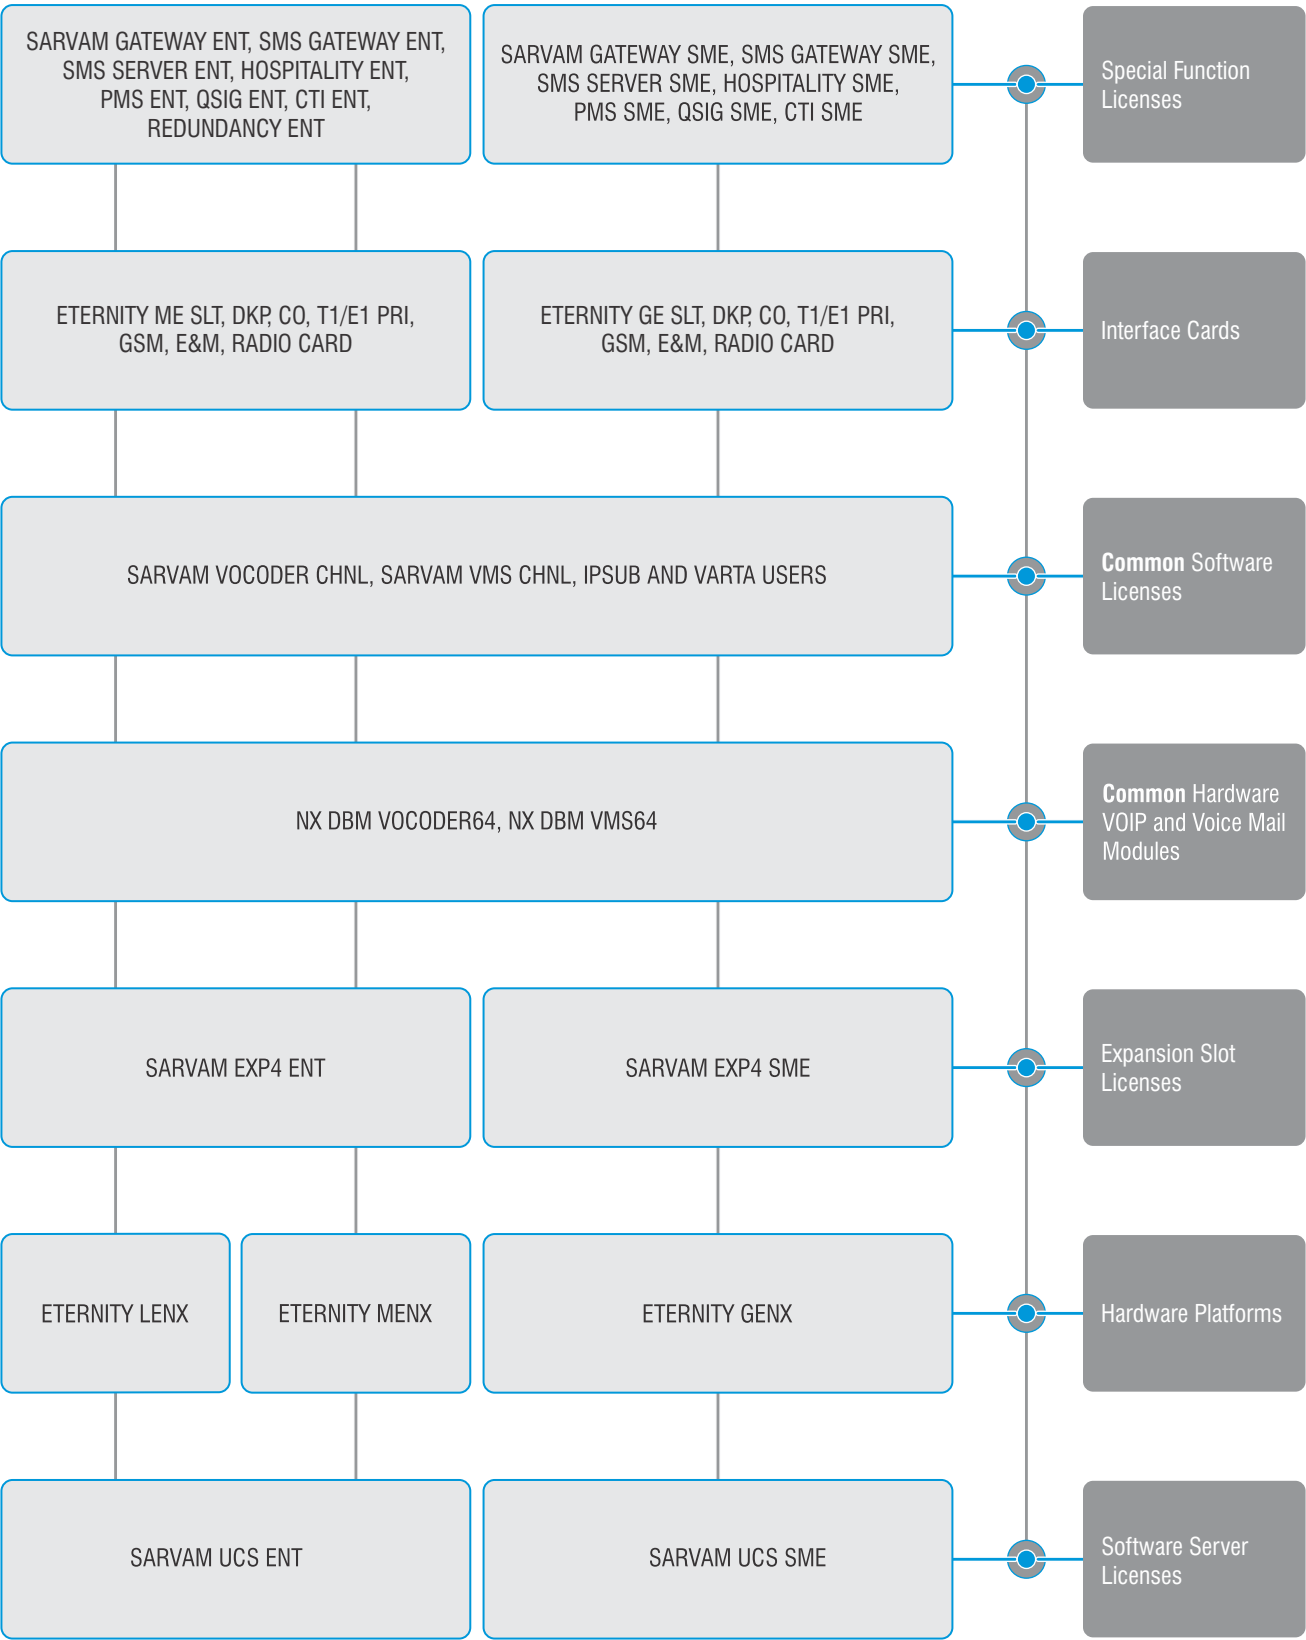 SARVAM GATEWAY ENT, SMS GATEWAY ENT,
SMS SERVER ENT, HOSPITALITY ENT,
PMS ENT, QSIG ENT, CTI ENT,
REDUNDANCY ENT
SARVAM GATEWAY SME, SMS GATEWAY SME,
SMS SERVER SME, HOSPITALITY SME,
PMS SME, QSIG SME, CTI SME
Special Function
Licenses
ETERNITY ME SLT, DKP, CO, T1/E1 PRI,
GSM, E&M, RADIO CARD
ETERNITY GE SLT, DKP, CO, T1/E1 PRI,
GSM, E&M, RADIO CARD
Interface Cards
SARVAM VOCODER CHNL, SARVAM VMS CHNL, IPSUB AND VARTA USERS
Common Software
Licenses
NX DBM VOCODER64, NX DBM VMS64
Common Hardware
VOIP and Voice Mail
Modules
SARVAM EXP4 ENT
SARVAM EXP4 SME
Expansion Slot
Licenses
ETERNITY LENX
ETERNITY MENX
ETERNITY GENX
Hardware Platforms
SARVAM UCS ENT
SARVAM UCS SME
Software Server
Licenses